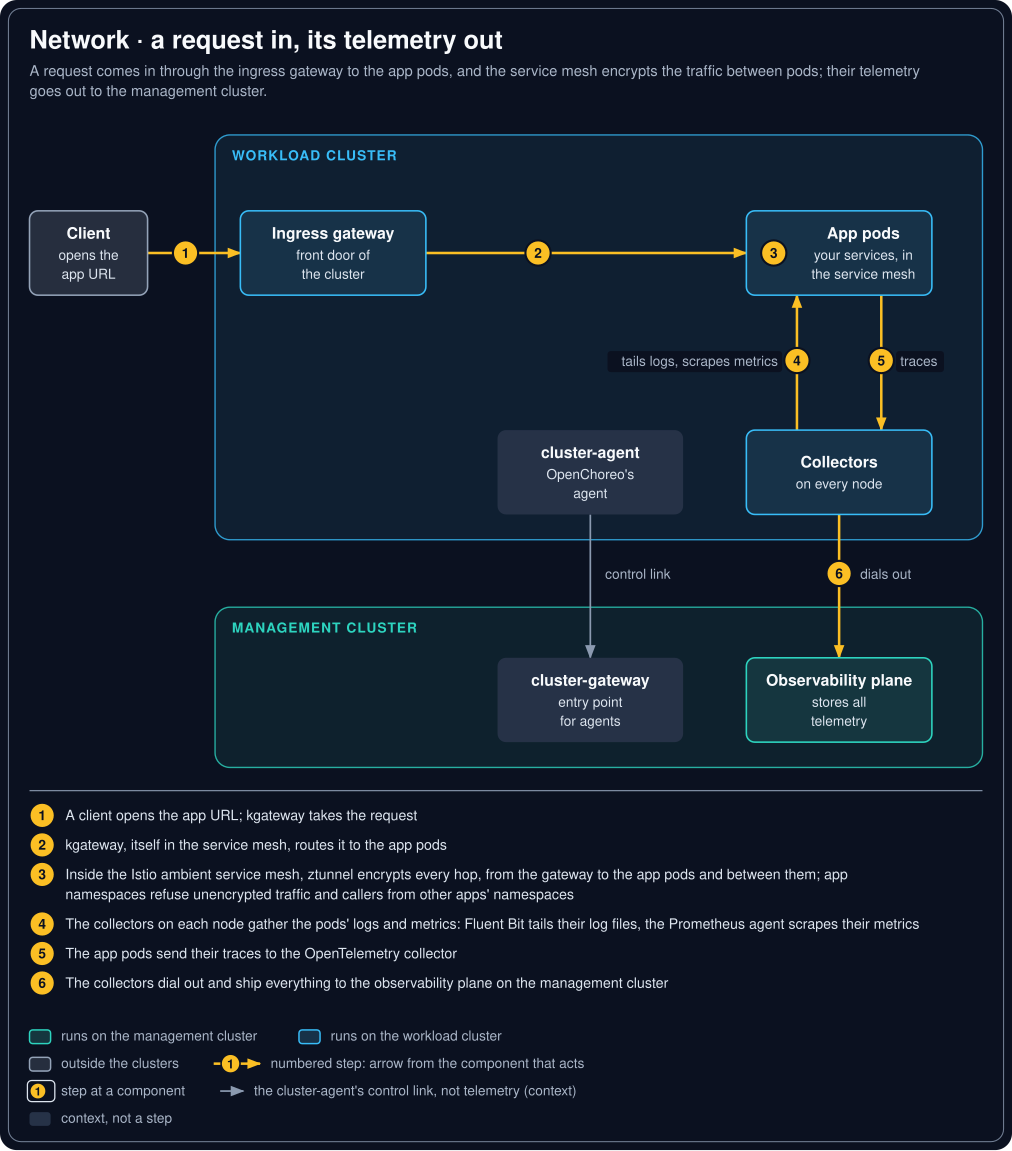 Network · a request in, its telemetry out
A request comes in through the ingress gateway to the app pods, and the service mesh encrypts the traffic between pods; their telemetry
goes out to the management cluster.
WORKLOAD CLUSTER
Client
opens the
app URL
1
Ingress gateway
front door of
the cluster
2
3
App pods
your services, in
the service mesh
tails logs, scrapes metrics
4
5
traces
cluster-agent
OpenChoreo's
agent
Collectors
on every node
control link
6
dials out
MANAGEMENT CLUSTER
cluster-gateway
entry point
for agents
Observability plane
stores all
telemetry
1 A client opens the app URL; kgateway takes the request
2 kgateway, itself in the service mesh, routes it to the app pods
3 Inside the Istio ambient service mesh, ztunnel encrypts every hop, from the gateway to the app pods and between them; app
namespaces refuse unencrypted traffic and callers from other apps' namespaces
4 The collectors on each node gather the pods' logs and metrics: Fluent Bit tails their log files, the Prometheus agent scrapes their metrics
5 The app pods send their traces to the OpenTelemetry collector
6 The collectors dial out and ship everything to the observability plane on the management cluster
runs on the management cluster
runs on the workload cluster
outside the clusters
1 numbered step: arrow from the component that acts
1 step at a component
the cluster-agent's control link, not telemetry (context)
context, not a step